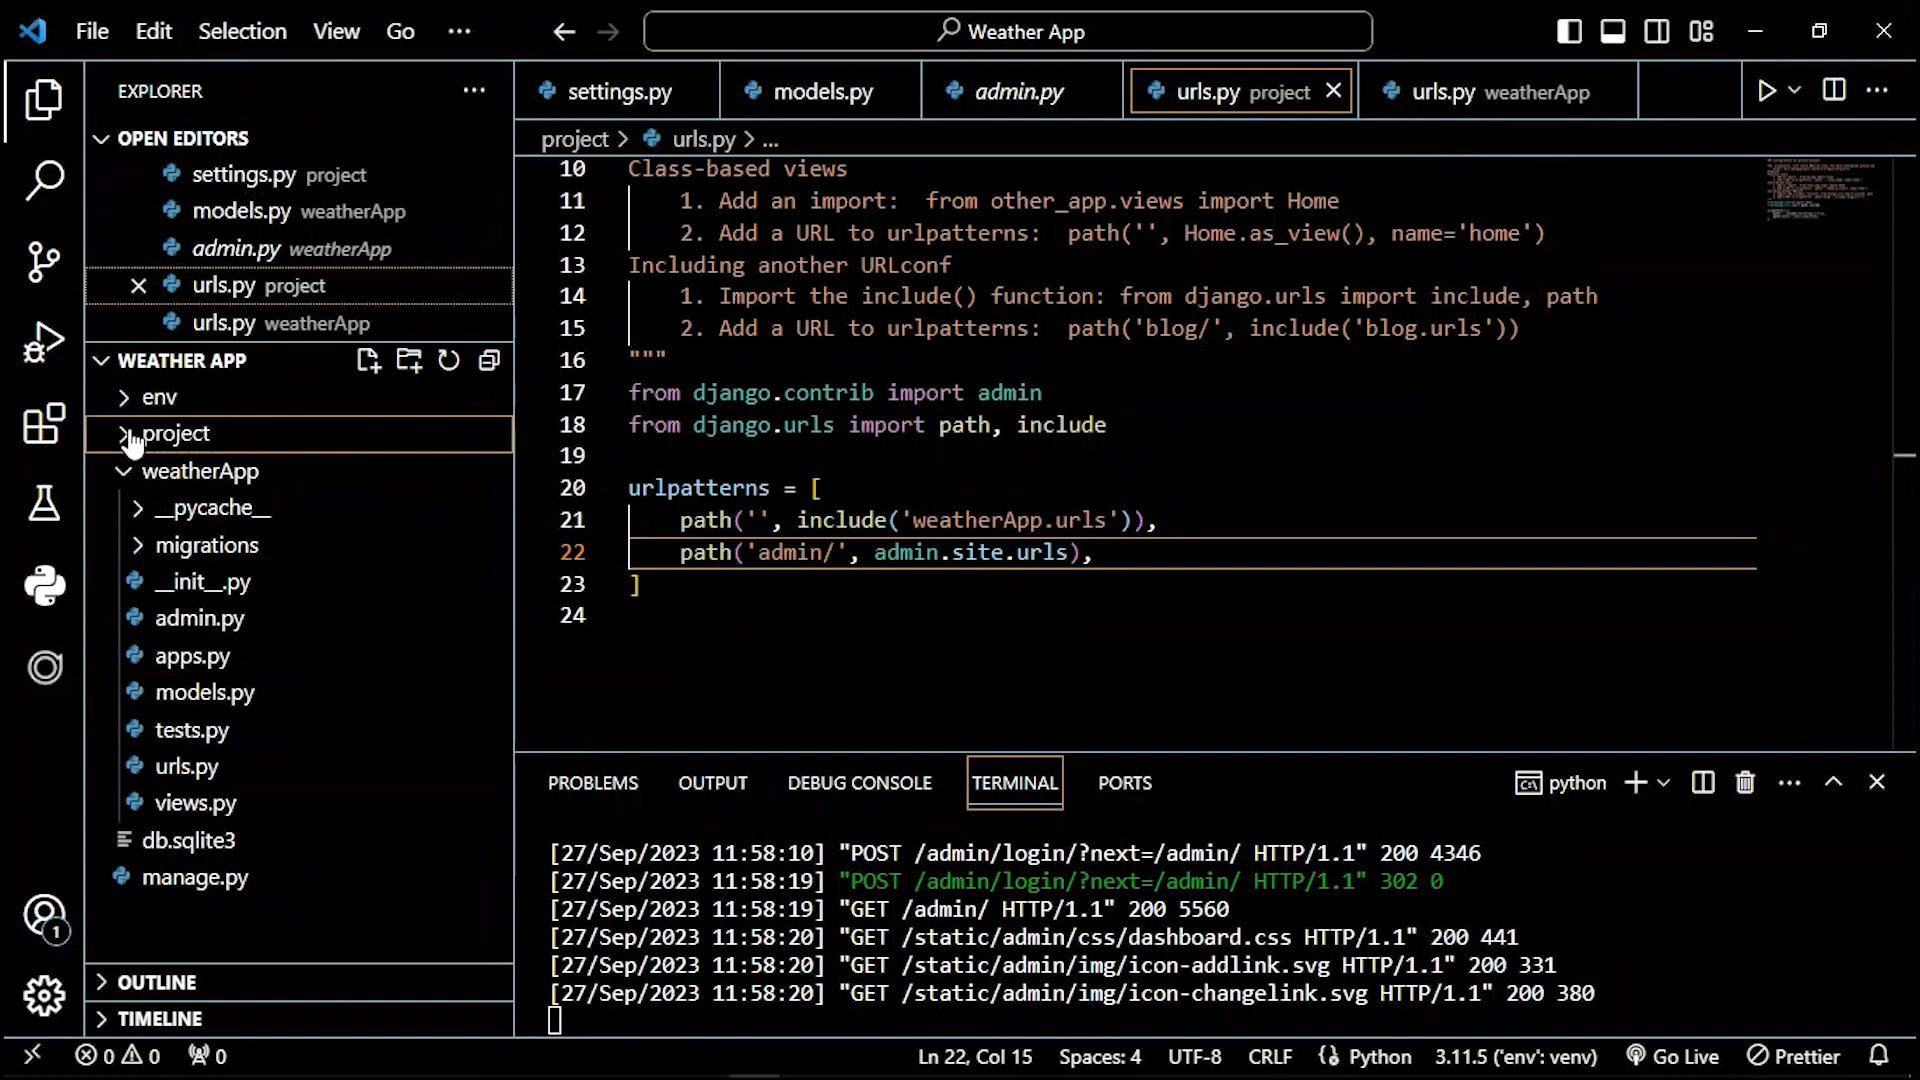 File Edit Selection View Go ···
Weather App
EXPLORER ···
OPEN EDITORS
settings.py project
models.py weatherApp
admin.py weatherApp
urls.py project
urls.py weatherApp
WEATHER APP
env
project
weatherApp
__pycache__
migrations
__init__.py
admin.py
apps.py
models.py
tests.py
urls.py
views.py
db.sqlite3
manage.py
OUTLINE
TIMELINE
1
settings.py
models.py
admin.py
urls.py project
urls.py weatherApp
project > urls.py > ...
10 Class-based views
11 1. Add an import:  from other_app.views import Home
12 2. Add a URL to urlpatterns:  path('', Home.as_view(), name='home')
13 Including another URLconf
14 1. Import the include() function: from django.urls import include, path
15 2. Add a URL to urlpatterns:  path('blog/', include('blog.urls'))
16 """
17 from django.contrib import admin
18 from django.urls import path, include
19
20 urlpatterns = [
21 path('', include('weatherApp.urls')),
22 path('admin/', admin.site.urls),
23 ]
24
PROBLEMS OUTPUT DEBUG CONSOLE TERMINAL PORTS
python
[27/Sep/2023 11:58:10] "POST /admin/login/?next=/admin/ HTTP/1.1" 200 4346
[27/Sep/2023 11:58:19] "POST /admin/login/?next=/admin/ HTTP/1.1" 302 0
[27/Sep/2023 11:58:19] "GET /admin/ HTTP/1.1" 200 5560
[27/Sep/2023 11:58:20] "GET /static/admin/css/dashboard.css HTTP/1.1" 200 441
[27/Sep/2023 11:58:20] "GET /static/admin/img/icon-addlink.svg HTTP/1.1" 200 331
[27/Sep/2023 11:58:20] "GET /static/admin/img/icon-changelink.svg HTTP/1.1" 200 380
0 0 0 Ln 22, Col 15 Spaces: 4 UTF-8 CRLF Python 3.11.5 ('env': venv) Go Live Prettier